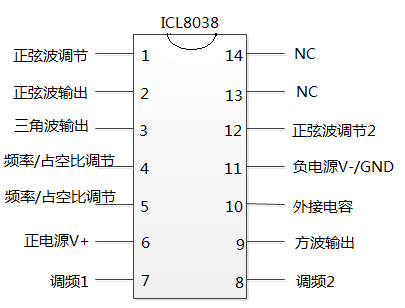 ICL8038
正弦波调节 1 14 NC
正弦波输出 2 13 NC
三角波输出 3 12 正弦波调节2
频率/占空比调节 4 11 负电源V-/GND
频率/占空比调节 5 10 外接电容
正电源V+ 6 9 方波输出
调频1 7 8 调频2